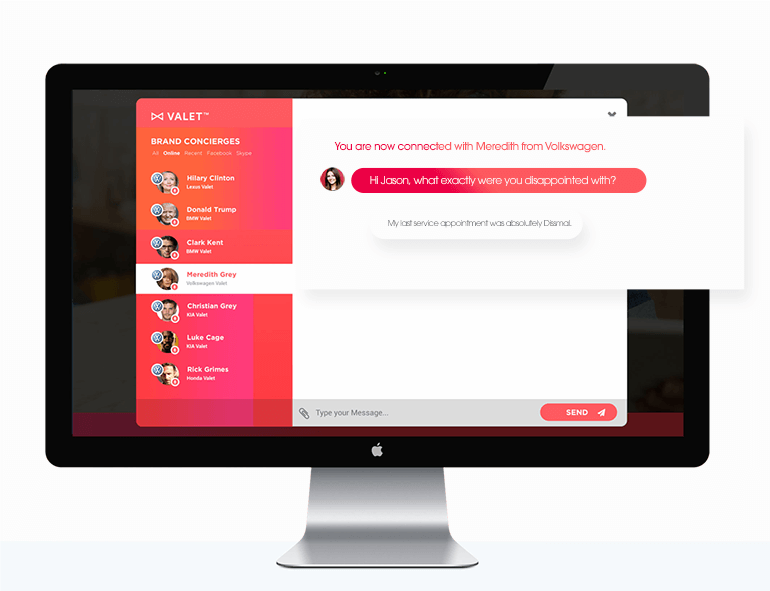 VALET™
BRAND CONCIERGES
All Online Recent Facebook Skype
Hilary Clinton
Lexus Valet
Donald Trump
BMW Valet
Clark Kent
BMW Valet
Meredith Grey
Volkswagen Valet
Christian Grey
KIA Valet
Luke Cage
KIA Valet
Rick Grimes
Honda Valet
You are now connected with Meredith from Volkswagen.
Hi Jason, what exactly were you disappointed with?
My last service appointment was absolutely Dismal.
Type your Message...
SEND